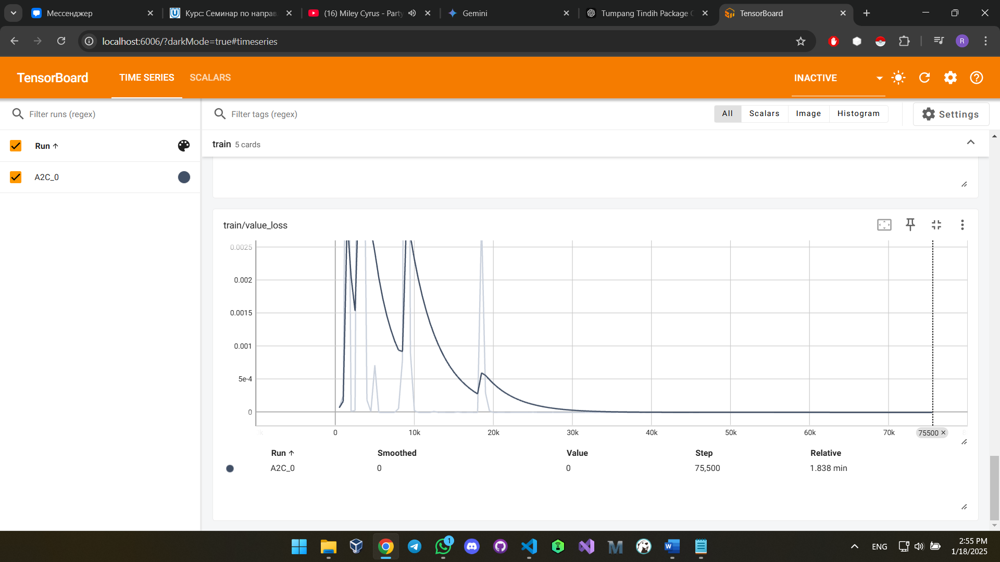 Мессенджер
Курс: Семинар по направ
(16) Miley Cyrus - Party
Gemini
Tumpang Tindih Package C
TensorBoard
localhost:6006/?darkMode=true#timeseries
R
TensorBoard
TIME SERIES
SCALARS
INACTIVE
Filter runs (regex)
Filter tags (regex)
All
Scalars
Image
Histogram
Settings
Run
train 5 cards
A2C_0
train/value_loss
0.0025
0.002
0.0015
0.001
5e-4
0
0 10k 20k 30k 40k 50k 60k 70k 75500
Run Smoothed Value Step Relative
A2C_0 0 0 75,500 1.838 min
1
ENG
2:55 PM
1/18/2025